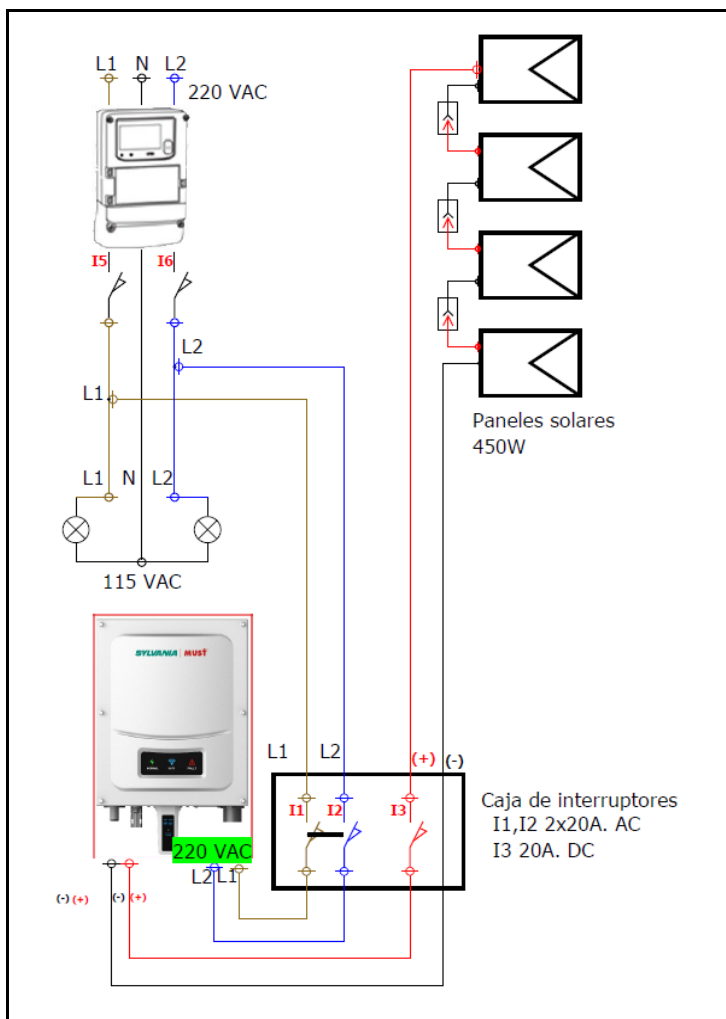 L1 N L2
220 VAC
I5 I6
L2
L1
L1 N L2
115 VAC
Paneles solares
450W
SYLVANIA MUST
220 VAC
L2 L1
(-) (+) (-) (+)
L1 L2 (+) (-)
I1 I2 I3
Caja de interruptores
I1,I2 2x20A. AC
I3 20A. DC